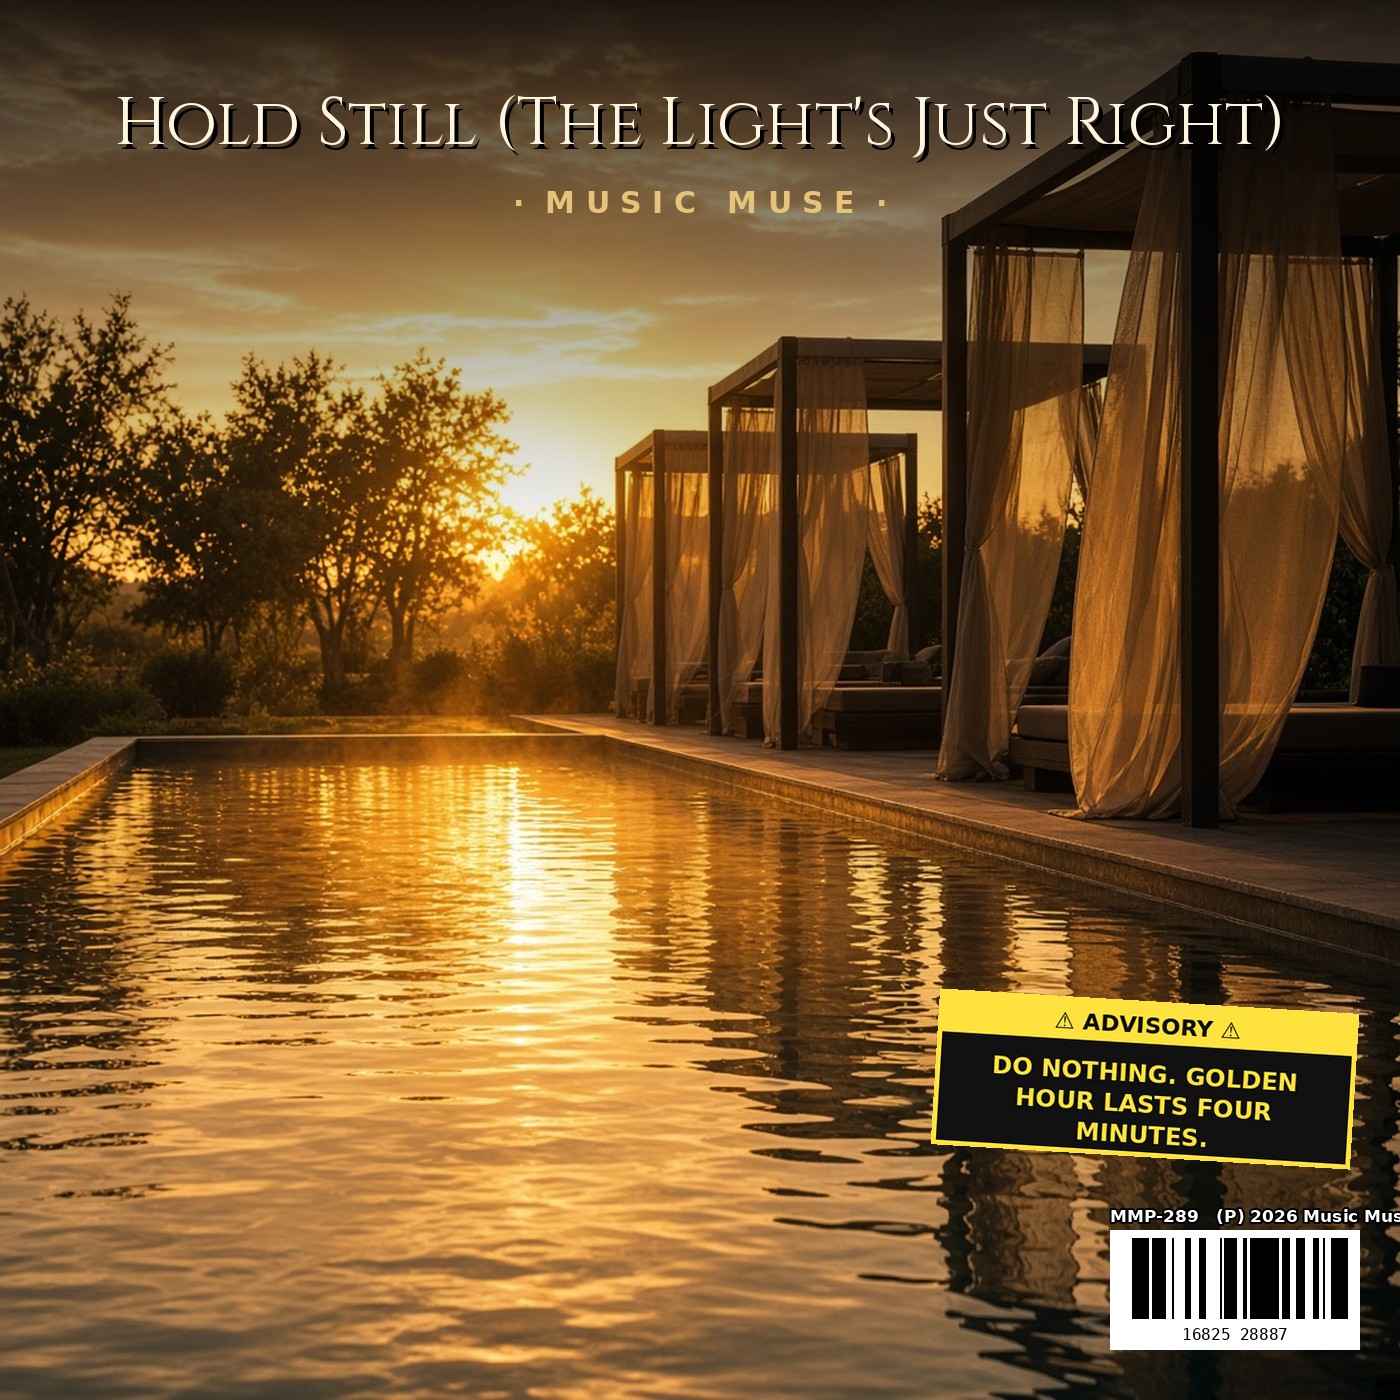 Hold Still (The Light's Just Right)
· MUSIC MUSE ·
⚠ ADVISORY ⚠
DO NOTHING. GOLDEN
HOUR LASTS FOUR
MINUTES.
MMP-289 (P) 2026 Music Mus
16825 28887